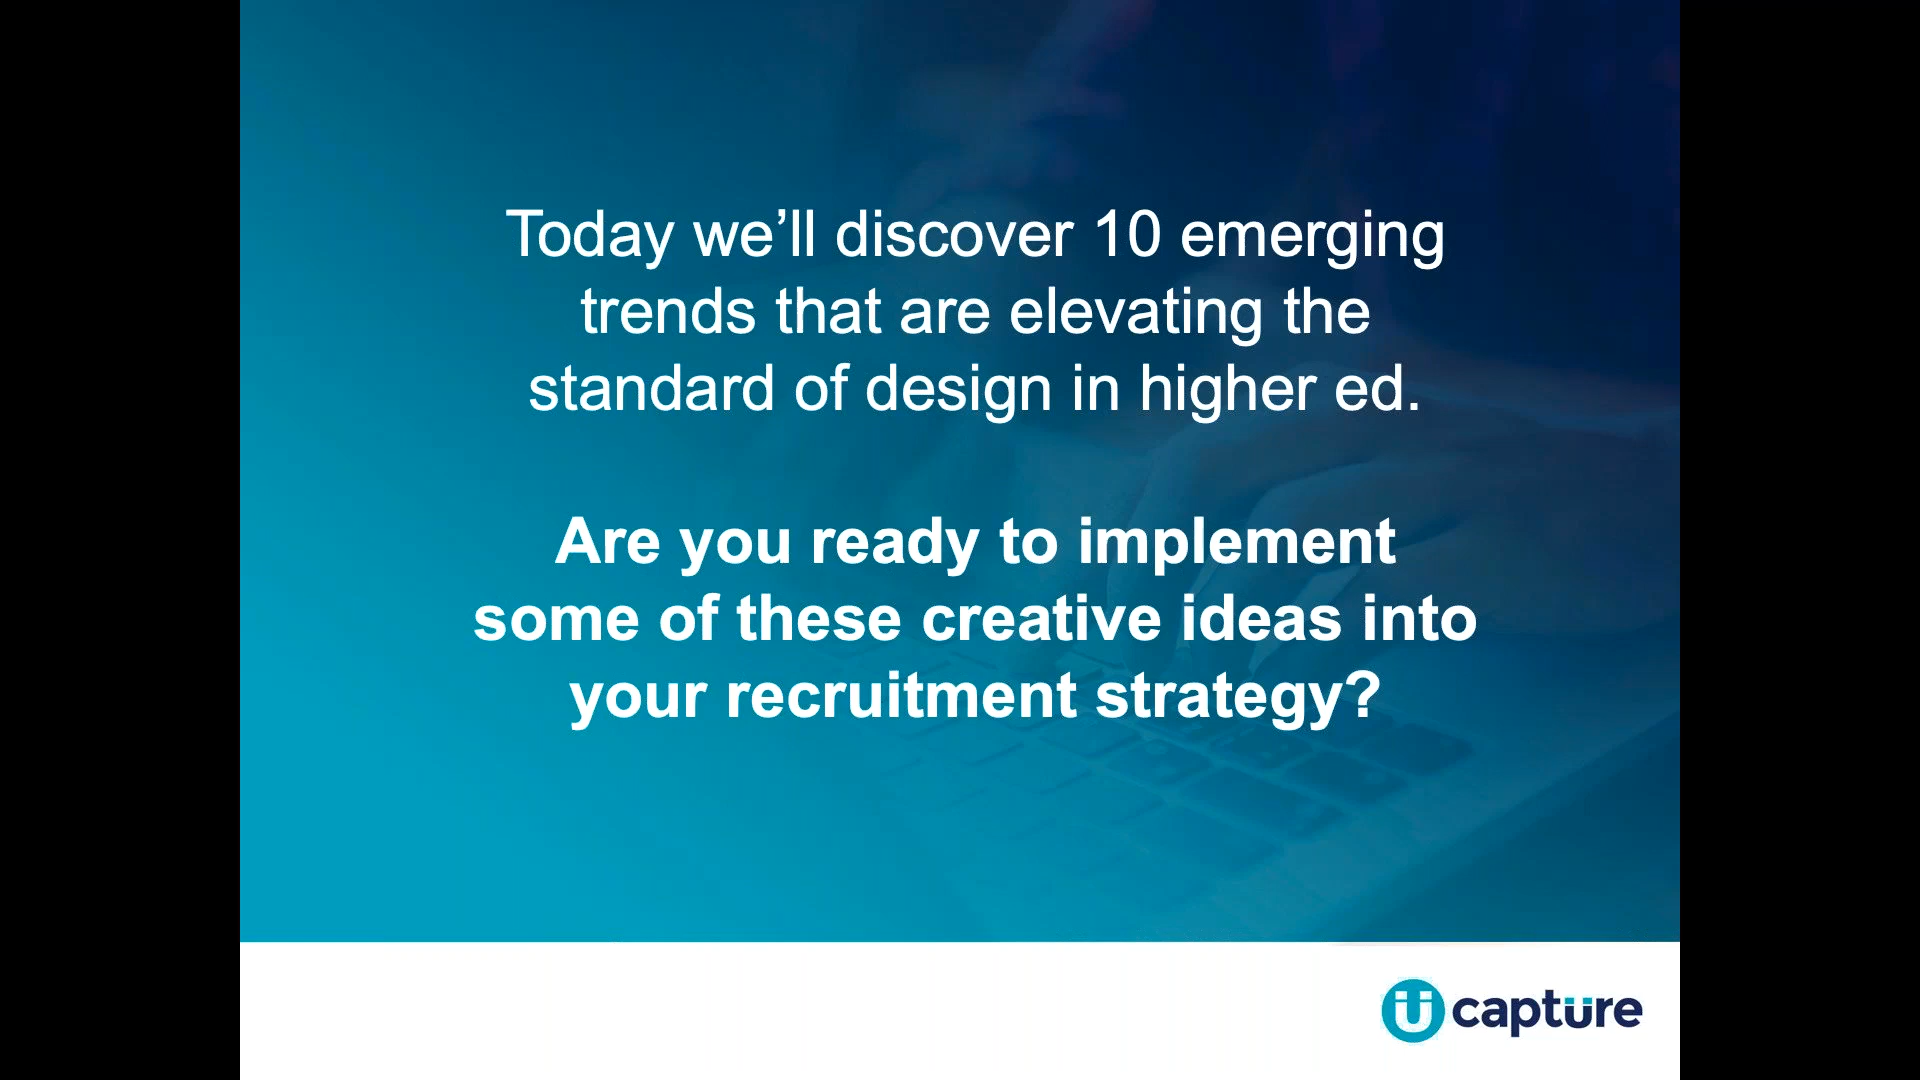 Today we’ll discover 10 emerging
trends that are elevating the
standard of design in higher ed.
Are you ready to implement
some of these creative ideas into
your recruitment strategy?
Ü captüre